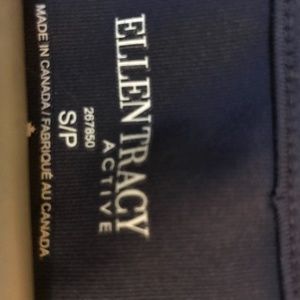 ELLEN TRACY
ACTIVE
267850
S/P
MADE IN CANADA / FABRIQUÉ AU CANADA